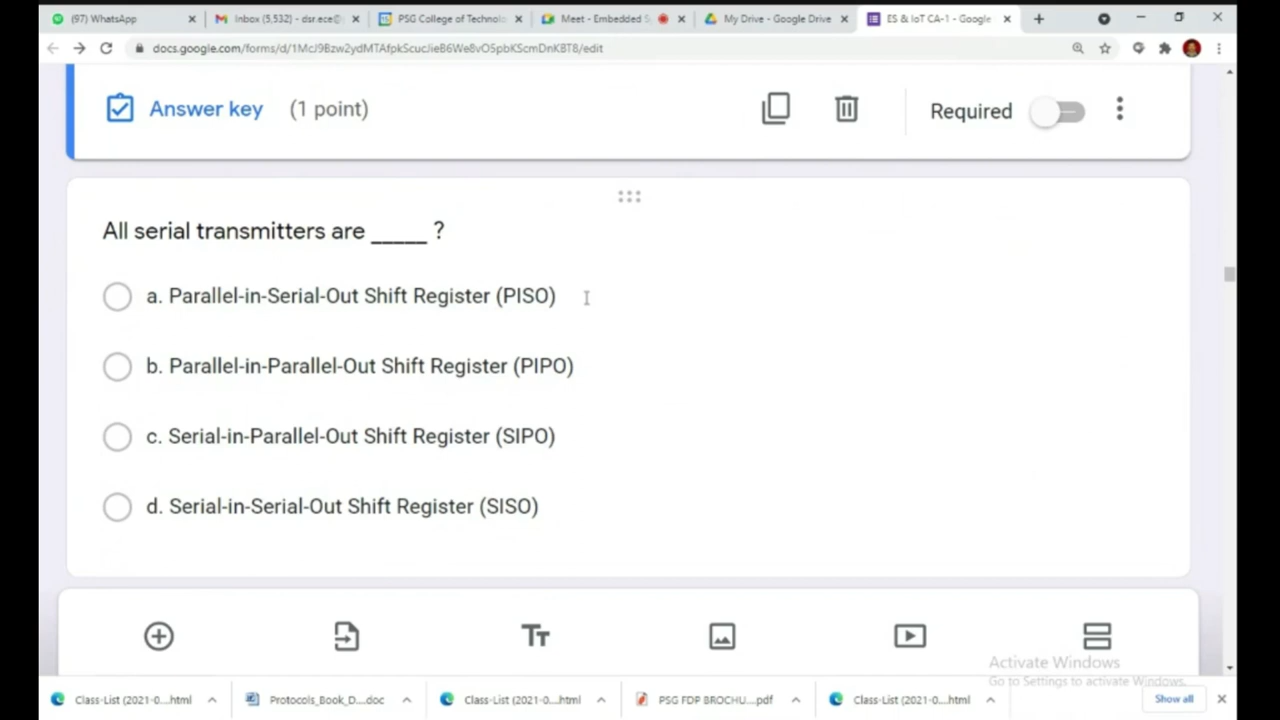 (97) WhatsApp
Inbox (5,532) - dsr.ece@
PSG College of Technolo
Meet - Embedded S
My Drive - Google Drive
ES & IoT CA-1 - Google
docs.google.com/forms/d/1McJ9Bzw2ydMTAfpkScucJieB6We8vOSpbKScmDnKBT8/edit
Answer key (1 point)
Required
All serial transmitters are _____ ?
a. Parallel-in-Serial-Out Shift Register (PISO)
b. Parallel-in-Parallel-Out Shift Register (PIPO)
c. Serial-in-Parallel-Out Shift Register (SIPO)
d. Serial-in-Serial-Out Shift Register (SISO)
Tт
Activate Windows
Go to Settings to activate Windows.
Class-List (2021-0....html
Protocols_Book_D....doc
Class-List (2021-0....html
PSG FDP BROCHU....pdf
Class-List (2021-0....html
Show all